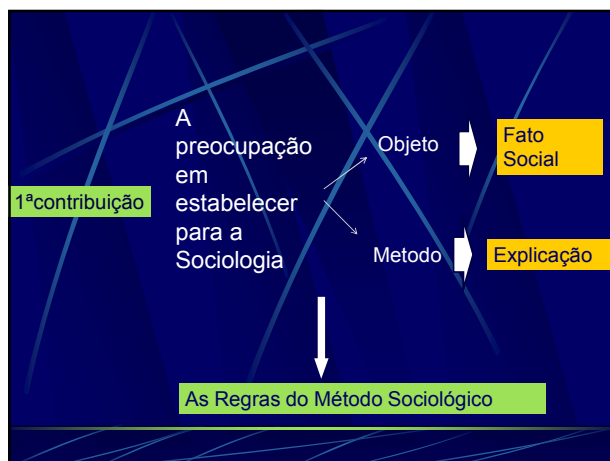 1ªcontribuição
A
preocupação
em
estabelecer
para a
Sociologia
Objeto
Fato
Social
Metodo
Explicação
As Regras do Método Sociológico